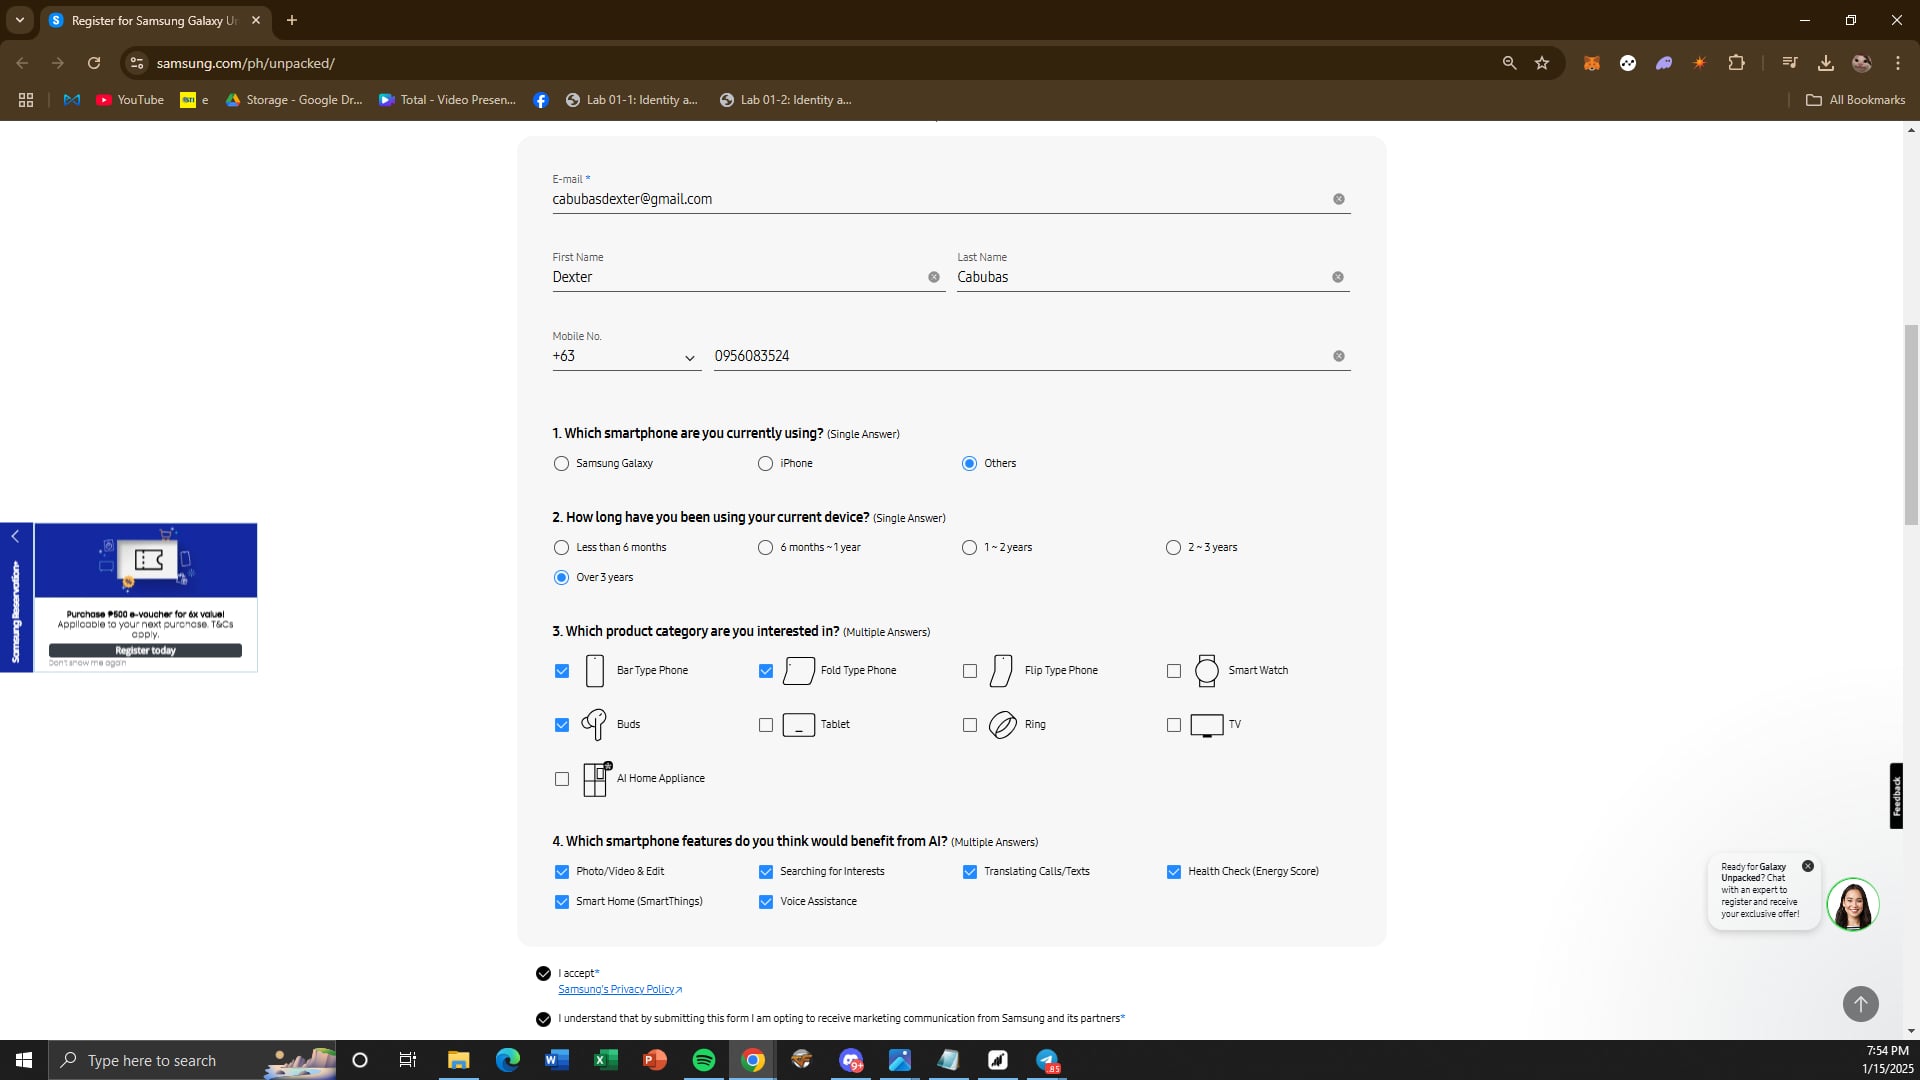 Register for Samsung Galaxy Un
samsung.com/ph/unpacked/
YouTube
STI e
Storage - Google Dr...
Total - Video Presen...
Lab 01-1: Identity a...
Lab 01-2: Identity a...
All Bookmarks
E-mail *
cabubasdexter@gmail.com
First Name
Last Name
Dexter
Cabubas
Mobile No.
+63
0956083524
1. Which smartphone are you currently using? (Single Answer)
Samsung Galaxy
iPhone
Others
2. How long have you been using your current device? (Single Answer)
Less than 6 months
6 months ~ 1 year
1 ~ 2 years
2 ~ 3 years
Over 3 years
Samsung Reservation+
Purchase ₱500 e-voucher for 6x value!
Applicable to your next purchase. T&Cs
apply.
Register today
Don't show me again
3. Which product category are you interested in? (Multiple Answers)
Bar Type Phone
Fold Type Phone
Flip Type Phone
Smart Watch
Buds
Tablet
Ring
TV
AI Home Appliance
Feedback
4. Which smartphone features do you think would benefit from AI? (Multiple Answers)
Photo/Video & Edit
Searching for Interests
Translating Calls/Texts
Health Check (Energy Score)
Smart Home (SmartThings)
Voice Assistance
Ready for Galaxy
Unpacked? Chat
with an expert to
register and receive
your exclusive offer!
I accept*
Samsung's Privacy Policy
I understand that by submitting this form I am opting to receive marketing communication from Samsung and its partners*
Type here to search
9+
85
7:54 PM
1/15/2025